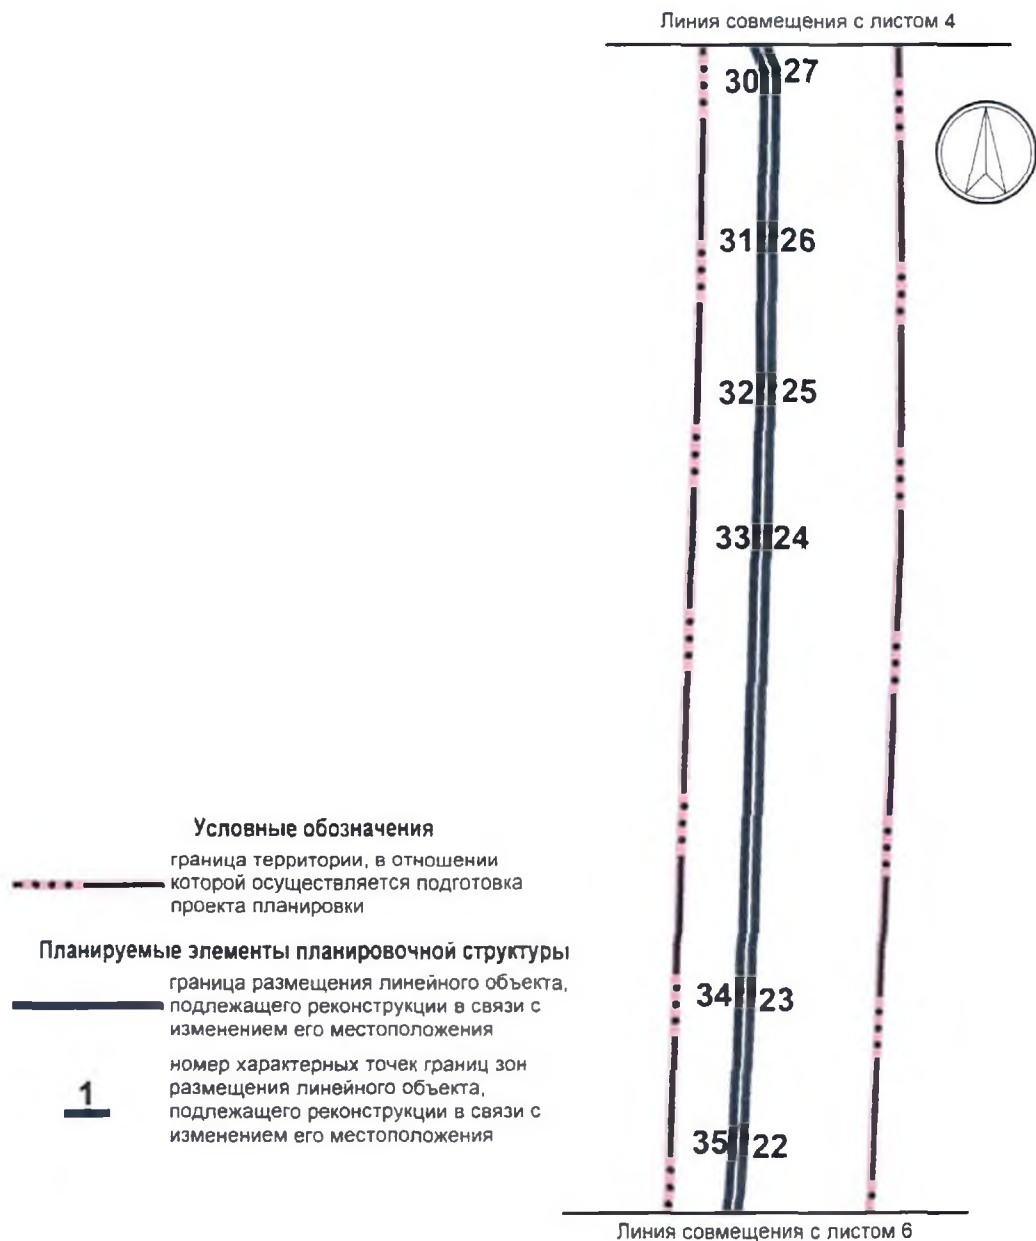 Линия совмещения с листом 4
30 27
31 26
32 25
33 24
34 23
35 22
Линия совмещения с листом 6
Условные обозначения
граница территории, в отношении
которой осуществляется подготовка
проекта планировки
Планируемые элементы планировочной структуры
граница размещения линейного объекта,
подлежащего реконструкции в связи с
изменением его местоположения
1
номер характерных точек границ зон
размещения линейного объекта,
подлежащего реконструкции в связи с
изменением его местоположения